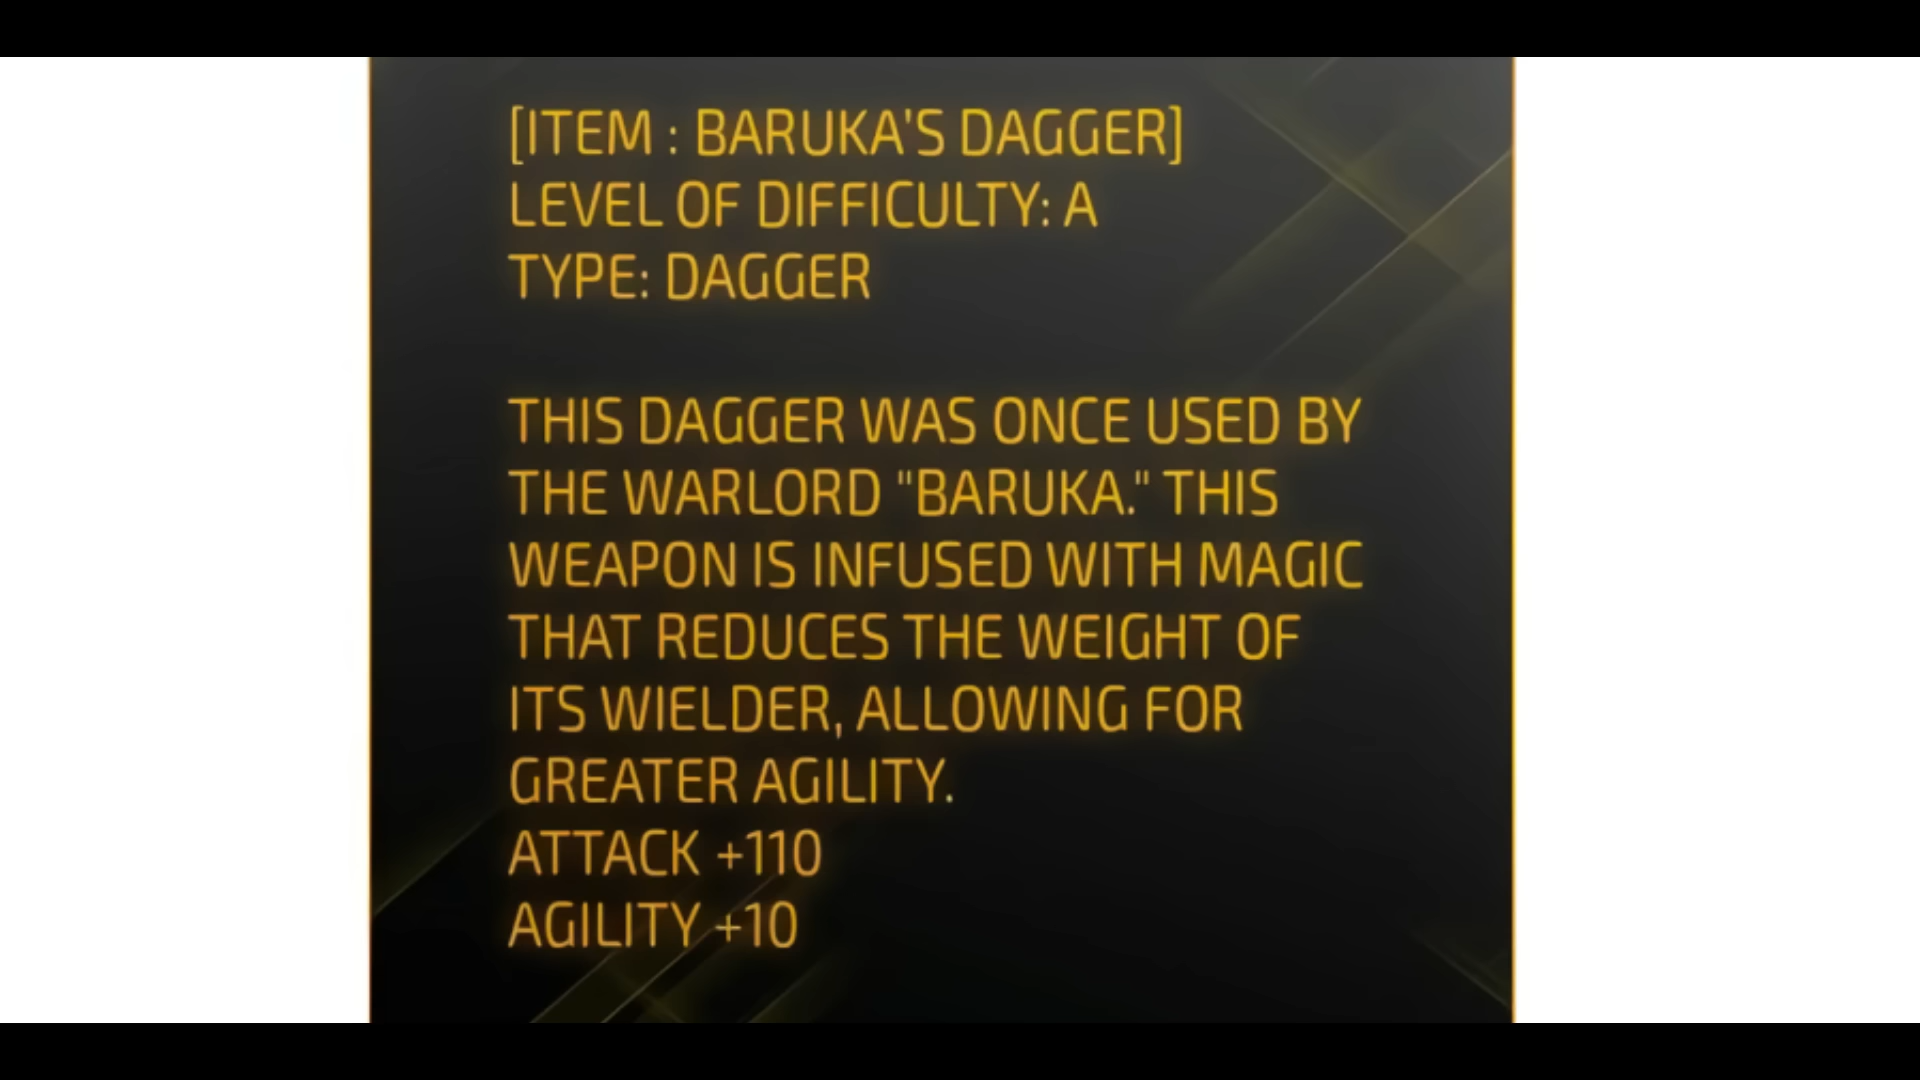 [ITEM : BARUKA'S DAGGER]
LEVEL OF DIFFICULTY: A
TYPE: DAGGER
THIS DAGGER WAS ONCE USED BY
THE WARLORD "BARUKA." THIS
WEAPON IS INFUSED WITH MAGIC
THAT REDUCES THE WEIGHT OF
ITS WIELDER, ALLOWING FOR
GREATER AGILITY.
ATTACK +110
AGILITY +10